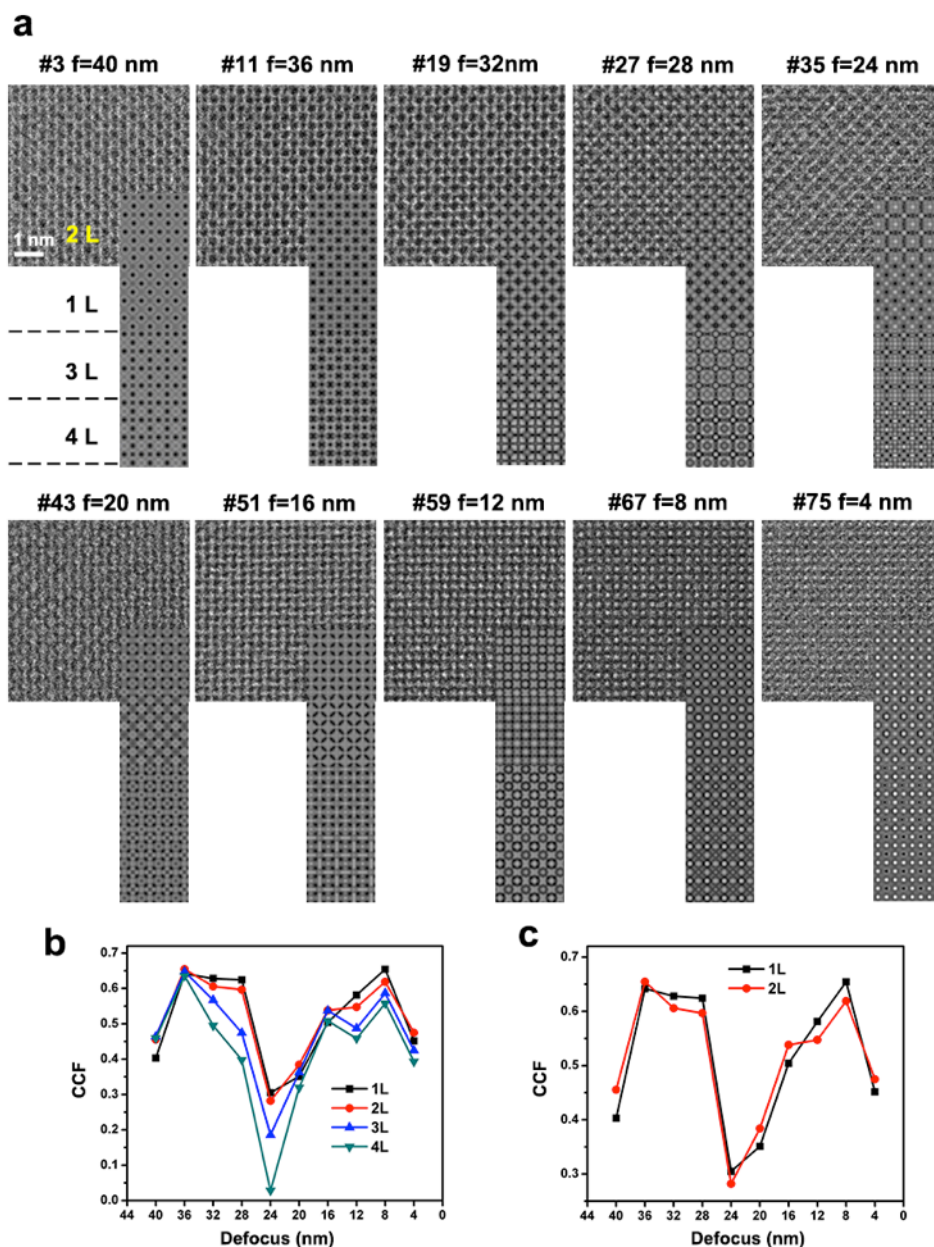 a
#3 f=40 nm
#11 f=36 nm
#19 f=32nm
#27 f=28 nm
#35 f=24 nm
2 L
1 nm
1 L
3 L
4 L
#43 f=20 nm
#51 f=16 nm
#59 f=12 nm
#67 f=8 nm
#75 f=4 nm
b
0.7
0.6
0.5
0.4
0.3
0.2
0.1
0.0
CCF
1L
2L
3L
4L
44 40 36 32 28 24 20 16 12 8 4 0
Defocus (nm)
c
0.7
0.6
0.5
0.4
0.3
CCF
1L
2L
44 40 36 32 28 24 20 16 12 8 4 0
Defocus (nm)